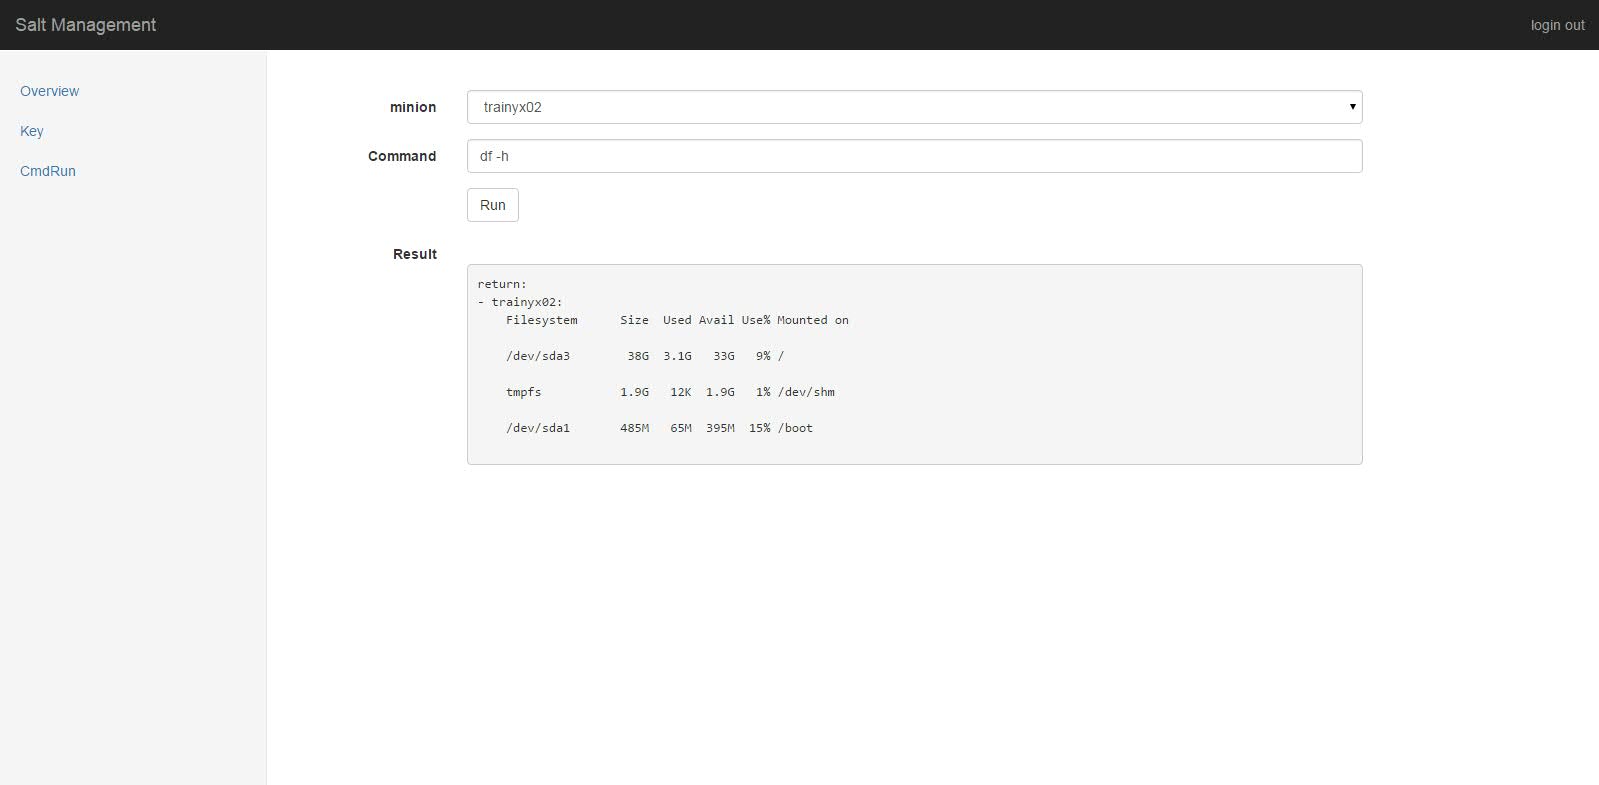 Salt Management
login out
Overview
Key
CmdRun
minion trainyx02
Command df -h
Run
Result
return:
- trainyx02:
    Filesystem      Size  Used Avail Use% Mounted on
    /dev/sda3        38G  3.1G   33G   9% /
    tmpfs           1.9G   12K  1.9G   1% /dev/shm
    /dev/sda1       485M   65M  395M  15% /boot